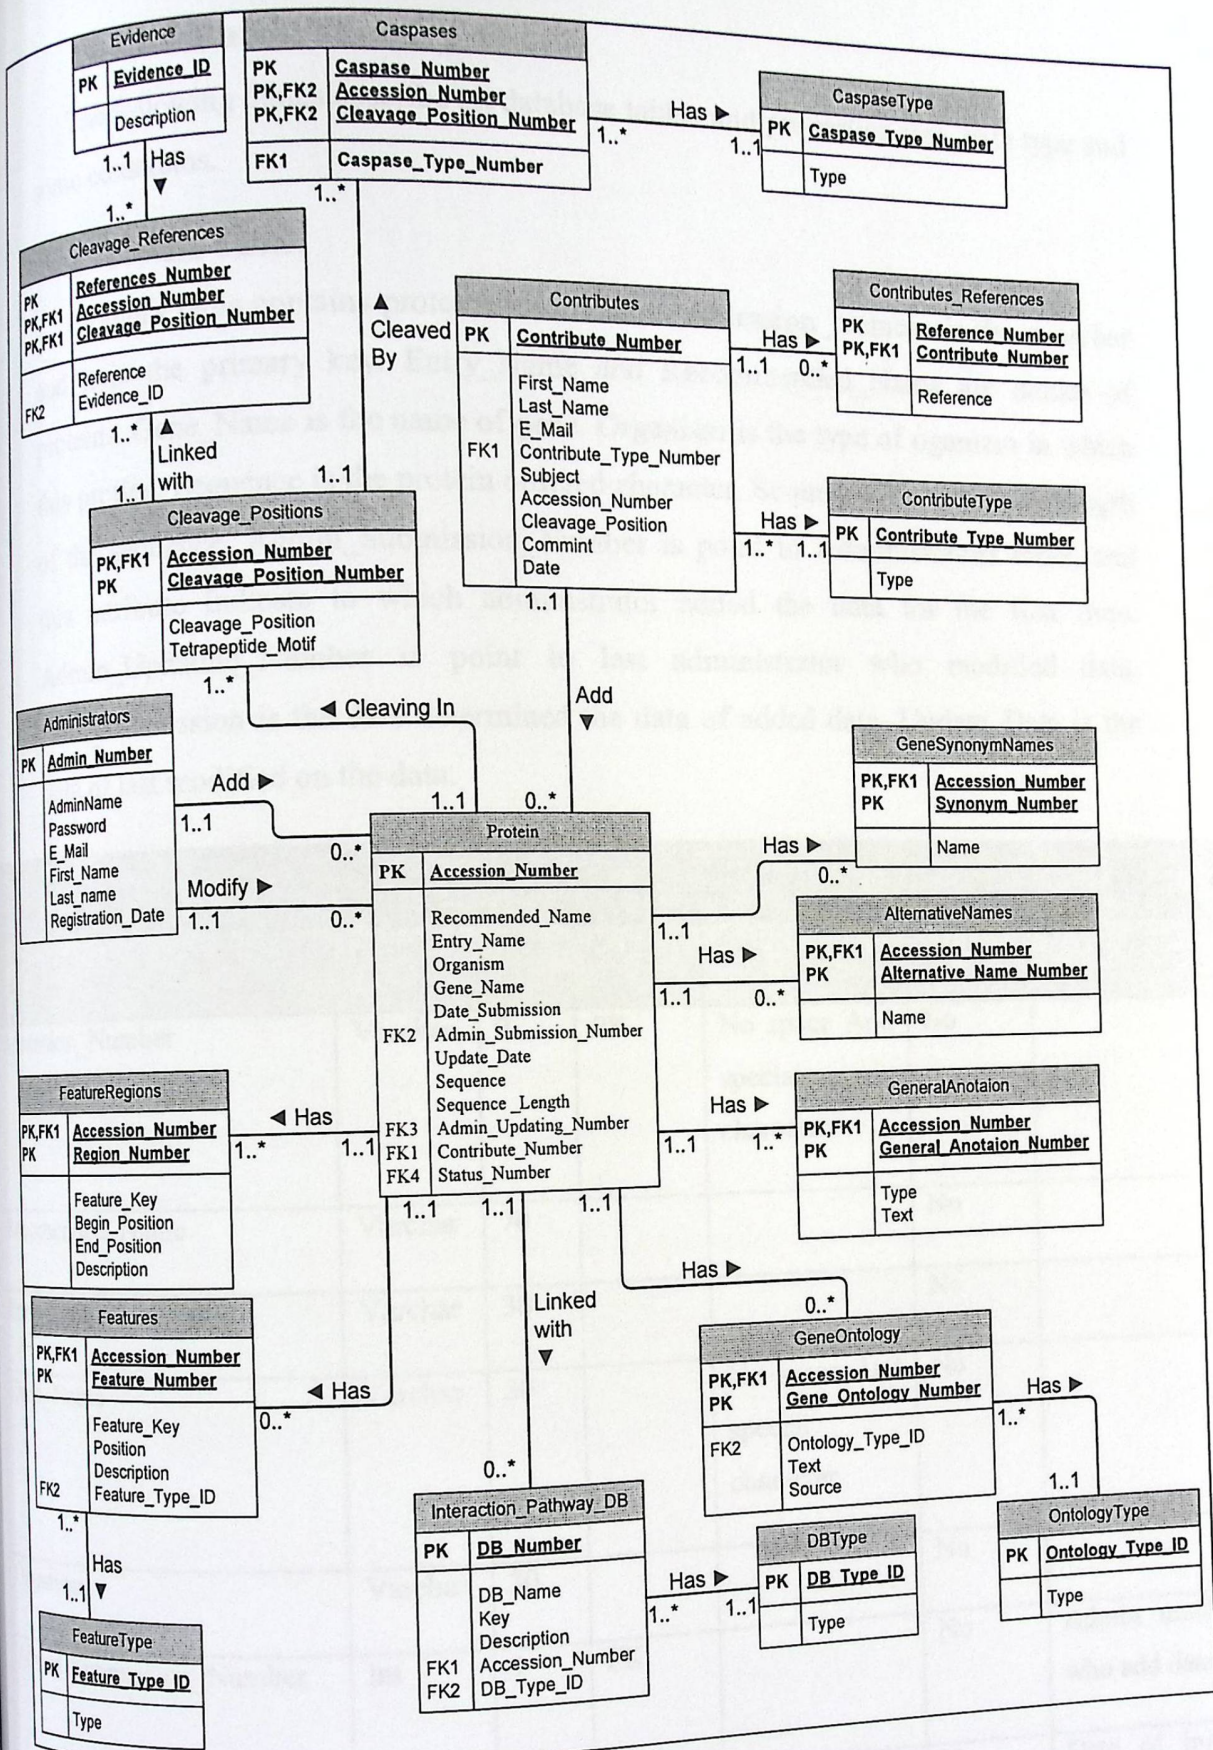 Evidence
PK Evidence_ID
Description
1..1 Has
1..*
Caspases
PK Caspase_Number
PK,FK2 Accession_Number
PK,FK2 Cleavage_Position_Number
FK1 Caspase_Type_Number
1..*
1..*
Has
1..1
CaspaseType
PK Caspase_Type_Number
Type
Cleavage_References
PK References_Number
PK,FK1 Accession_Number
PK,FK1 Cleavage_Position_Number
Reference
FK2 Evidence_ID
1..*
Linked
with
1..1
Cleaved
By
1..1
Contributes
PK Contribute_Number
First_Name
Last_Name
E_Mail
FK1 Contribute_Type_Number
Subject
Accession_Number
Cleavage_Position
Commint
Date
Has
1..1 0..*
Contributes_References
PK Reference_Number
PK,FK1 Contribute_Number
Reference
Has
1..* 1..1
ContributeType
PK Contribute_Type_Number
Type
Cleavage_Positions
PK,FK1 Accession_Number
PK Cleavage_Position_Number
Cleavage_Position
Tetrapeptide_Motif
1..*
Cleaving In
1..1
1..1
Add
0..*
Administrators
PK Admin_Number
AdminName
Password
E_Mail
First_Name
Last_name
Registration_Date
Add
1..1
0..*
Modify
1..1 0..*
Protein
PK Accession_Number
Recommended_Name
Entry_Name
Organism
Gene_Name
Date_Submission
FK2 Admin_Submission_Number
Update_Date
Sequence
Sequence _Length
FK3 Admin_Updating_Number
FK1 Contribute_Number
FK4 Status_Number
Has
0..*
1..1
GeneSynonymNames
PK,FK1 Accession_Number
PK Synonym_Number
Name
Has
1..1 0..*
AlternativeNames
PK,FK1 Accession_Number
PK Alternative_Name_Number
Name
Has
1..1 1..*
GeneralAnotaion
PK,FK1 Accession_Number
PK General_Anotaion_Number
Type
Text
FeatureRegions
PK,FK1 Accession_Number
PK Region_Number
Feature_Key
Begin_Position
End_Position
Description
Has
1..* 1..1
1..1 1..1 1..1
Features
PK,FK1 Accession_Number
PK Feature_Number
Feature_Key
Position
Description
FK2 Feature_Type_ID
Has
0..*
1..*
Has
1..1
FeatureType
PK Feature_Type_ID
Type
Linked
with
0..*
Interaction_Pathway_DB
PK DB_Number
DB_Name
Key
Description
FK1 Accession_Number
FK2 DB_Type_ID
Has
1..* 1..1
DBType
PK DB_Type_ID
Type
Has
0..*
GeneOntology
PK,FK1 Accession_Number
PK Gene_Ontology_Number
FK2 Ontology_Type_ID
Text
Source
Has
1..*
1..1
OntologyType
PK Ontology_Type_ID
Type